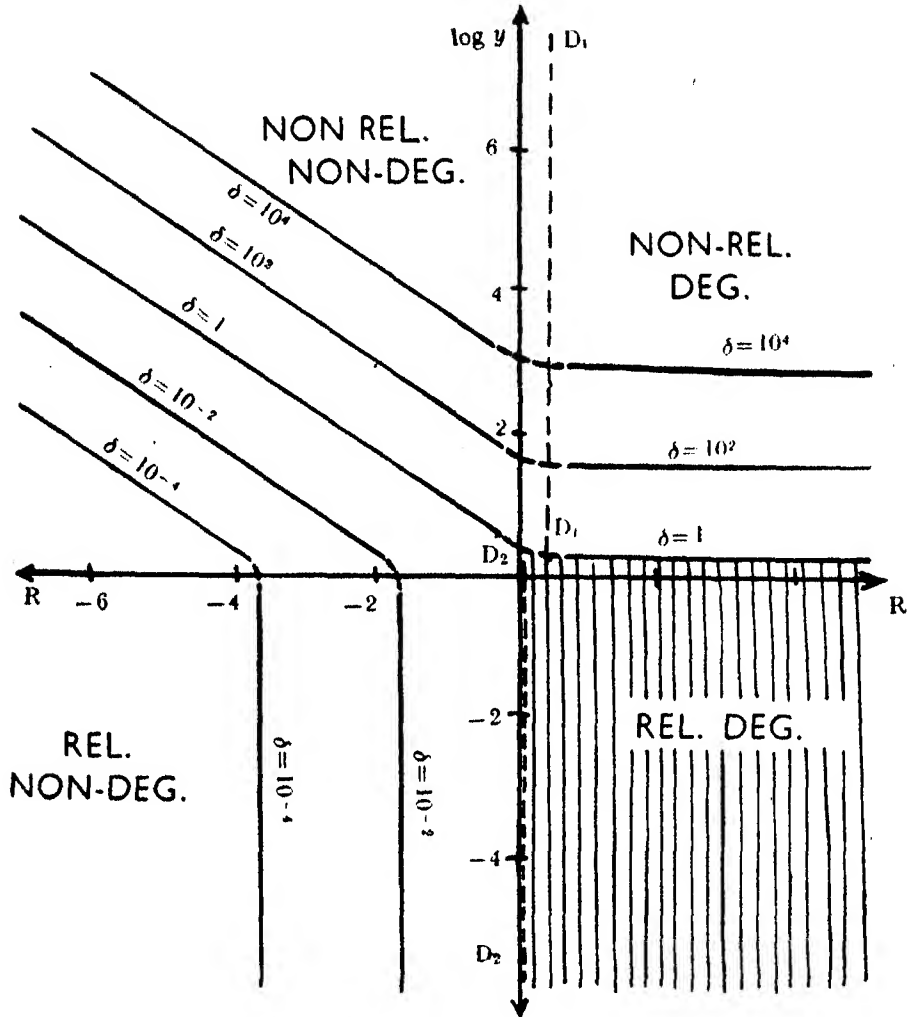 log y
D₁
NON REL.
NON-DEG.
6
δ = 10⁴
NON-REL.
DEG.
δ = 10²
4
δ = 10⁴
δ = 1
2
δ = 10²
δ = 10⁻²
δ = 10⁻⁴
D₁
D₂
δ = 1
R
−6
−4
−2
R
−2
REL. DEG.
REL.
NON-DEG.
δ = 10⁻⁴
δ = 10⁻²
−4
D₂